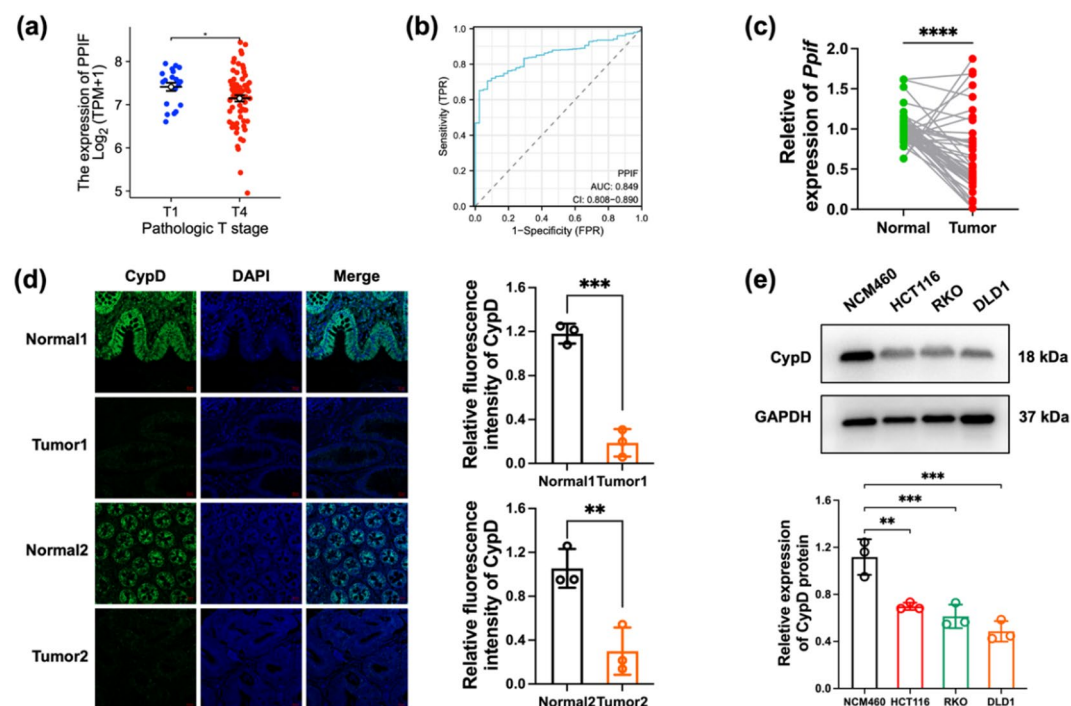 (a)
The expression of PPIF
Log2 (TPM+1)
8
7
6
5
*
T1
T4
Pathologic T stage
(b)
Sensitivity (TPR)
1.0
0.8
0.6
0.4
0.2
0.0
PPIF
AUC: 0.849
CI: 0.808−0.890
0.0 0.2 0.4 0.6 0.8 1.0
1−Specificity (FPR)
(c)
Reletive
expression of Ppif
2.0
1.5
1.0
0.5
0.0
****
Normal Tumor
(d)
CypD DAPI Merge
Normal1
Tumor1
Normal2
Tumor2
Relative fluorescence
intensity of CypD
1.6
1.2
0.8
0.4
0.0
***
Normal1 Tumor1
Relative fluorescence
intensity of CypD
1.6
1.2
0.8
0.4
0.0
**
Normal2 Tumor2
(e)
NCM460 HCT116 RKO DLD1
CypD
18 kDa
GAPDH
37 kDa
Reletive expression
of CypD protein
1.6
1.2
0.8
0.4
0.0
***
***
**
NCM460 HCT116 RKO DLD1